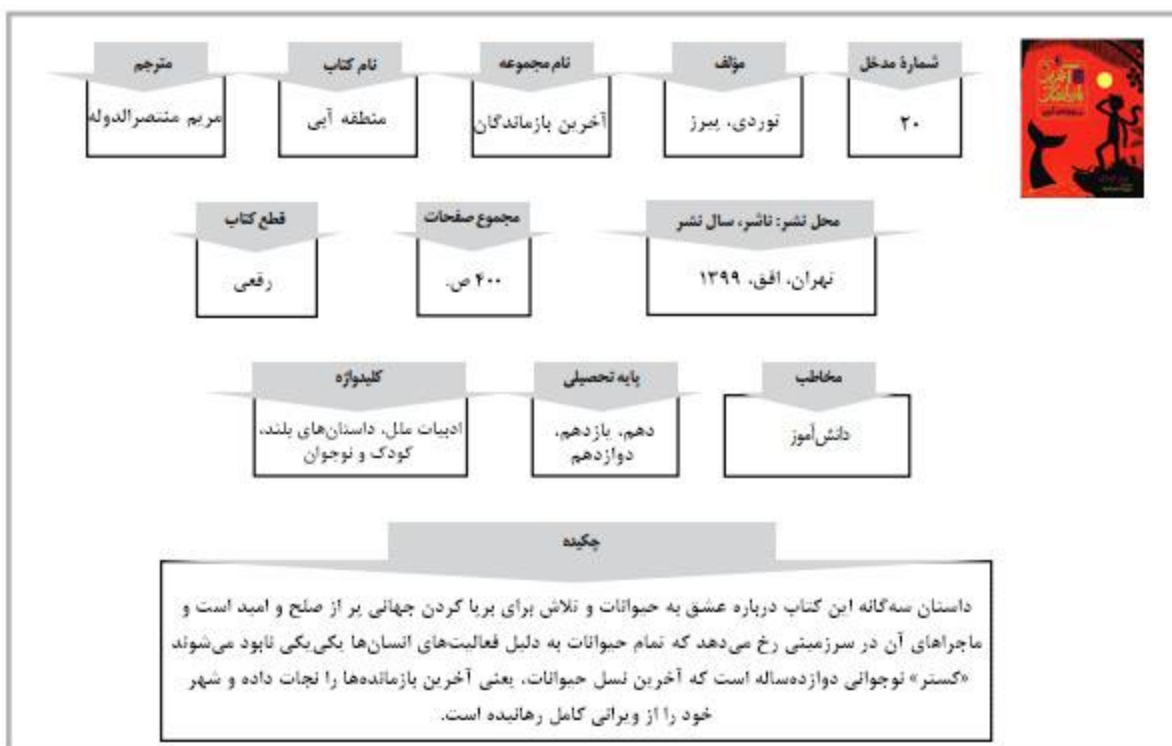 شمارهٔ مدخل
۲۰
مؤلف
توردی، پیرز
نام مجموعه
آخرین بازماندگان
نام کتاب
منطقه آبی
مترجم
مریم منتصرالدوله
محل نشر: ناشر، سال نشر
تهران، افق، ۱۳۹۹
مجموع صفحات
۴۰۰ ص.
قطع کتاب
رقعی
مخاطب
دانش‌آموز
پایه تحصیلی
دهم، یازدهم،
دوازدهم
کلیدواژه
ادبیات ملل، داستان‌های بلند،
کودک و نوجوان
چکیده
داستان سه‌گانه این کتاب درباره عشق به حیوانات و تلاش برای برپا کردن جهانی پر از صلح و امید است و
ماجراهای آن در سرزمینی رخ می‌دهد که تمام حیوانات به دلیل فعالیت‌های انسان‌ها یکی‌یکی نابود می‌شوند
«کستر» نوجوانی دوازده‌ساله است که آخرین نسل حیوانات، یعنی آخرین بازمانده‌ها را نجات داده و شهر
خود را از ویرانی کامل رهانیده است.